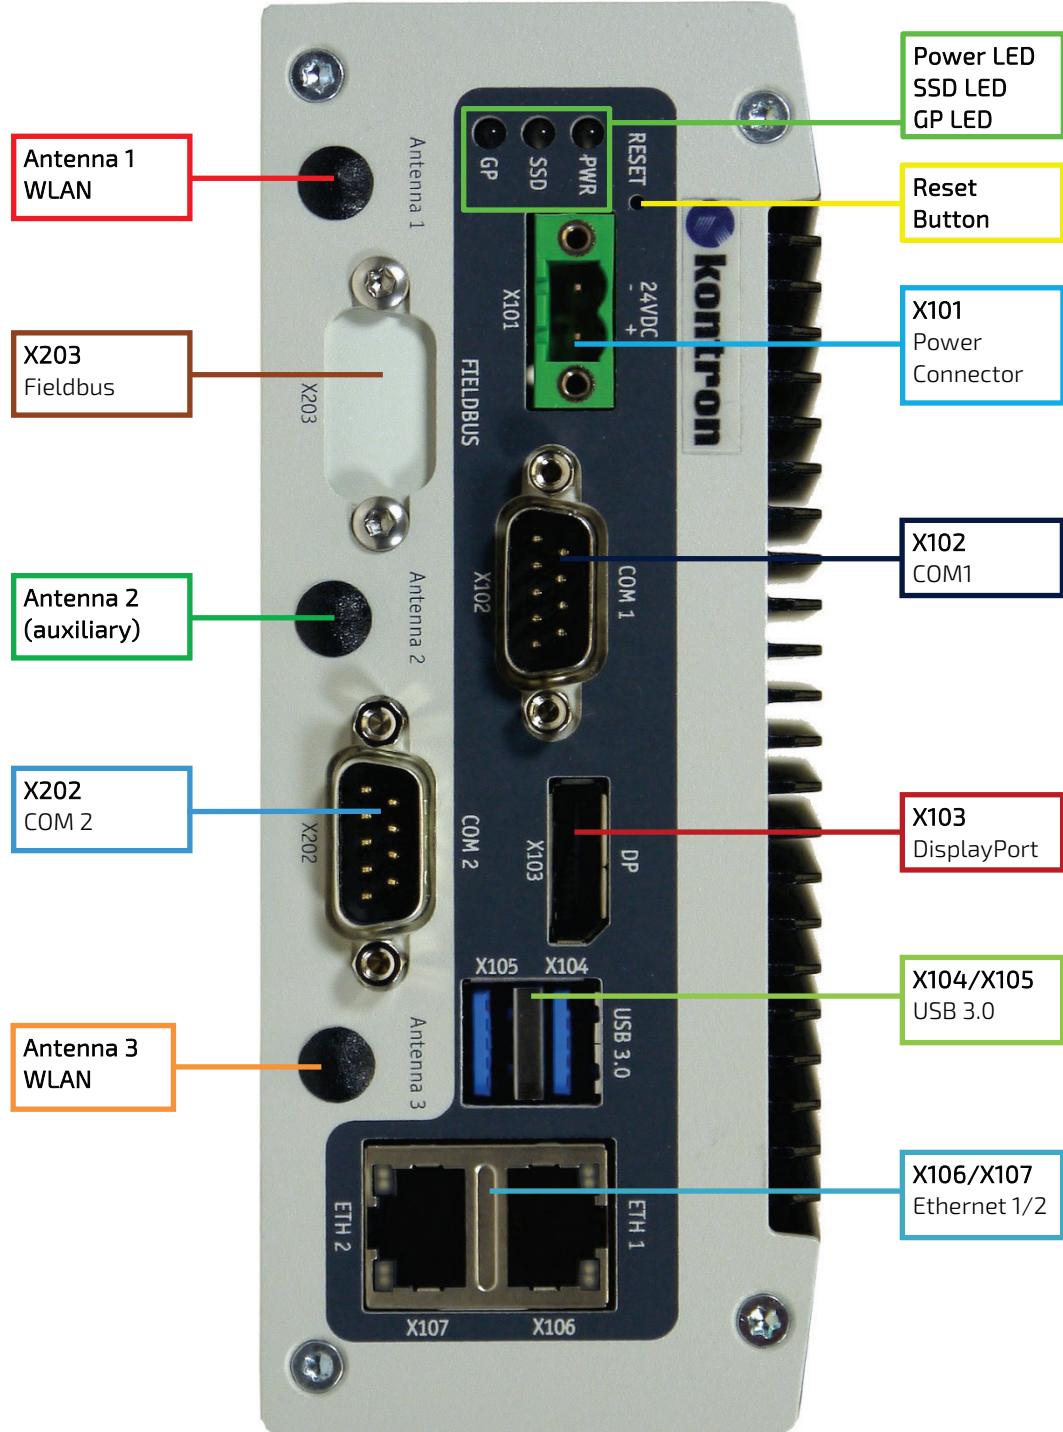 Power LED
SSD LED
GP LED
Antenna 1
WLAN
Reset
Button
X203
Fieldbus
X101
Power
Connector
X102
COM1
Antenna 2
(auxiliary)
X202
COM 2
X103
DisplayPort
X104/X105
USB 3.0
Antenna 3
WLAN
X106/X107
Ethernet 1/2
GP
SSD
PWR
RESET
Antenna 1
X101
- 24VDC +
kontron
X203
FIELDBUS
X102
COM 1
Antenna 2
X202
COM 2
X103
DP
X105
X104
USB 3.0
Antenna 3
ETH 2
ETH 1
X107
X106